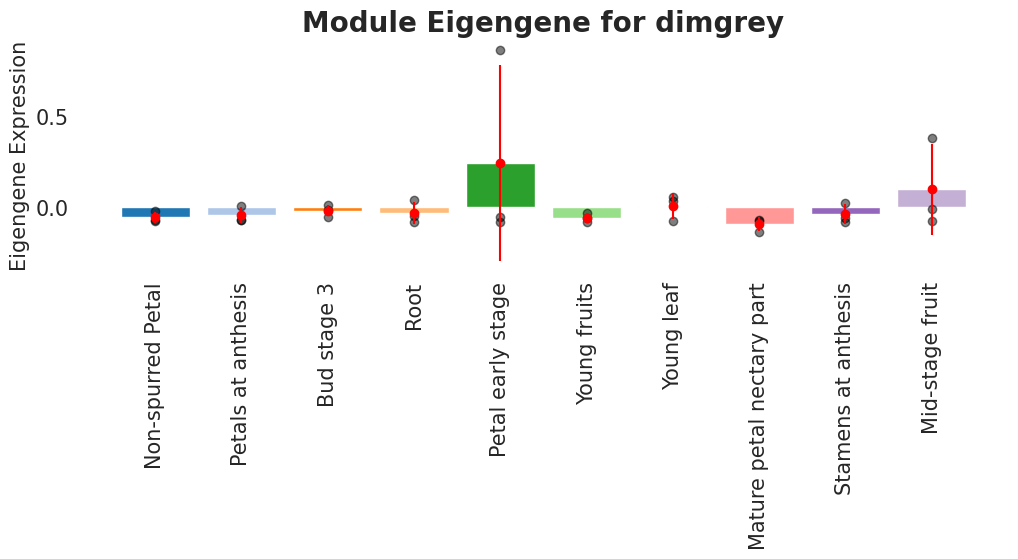 Module Eigengene for dimgrey
Eigengene Expression
0.5
0.0
Non-spurred Petal
Petals at anthesis
Bud stage 3
Root
Petal early stage
Young fruits
Young leaf
Mature petal nectary part
Stamens at anthesis
Mid-stage fruit